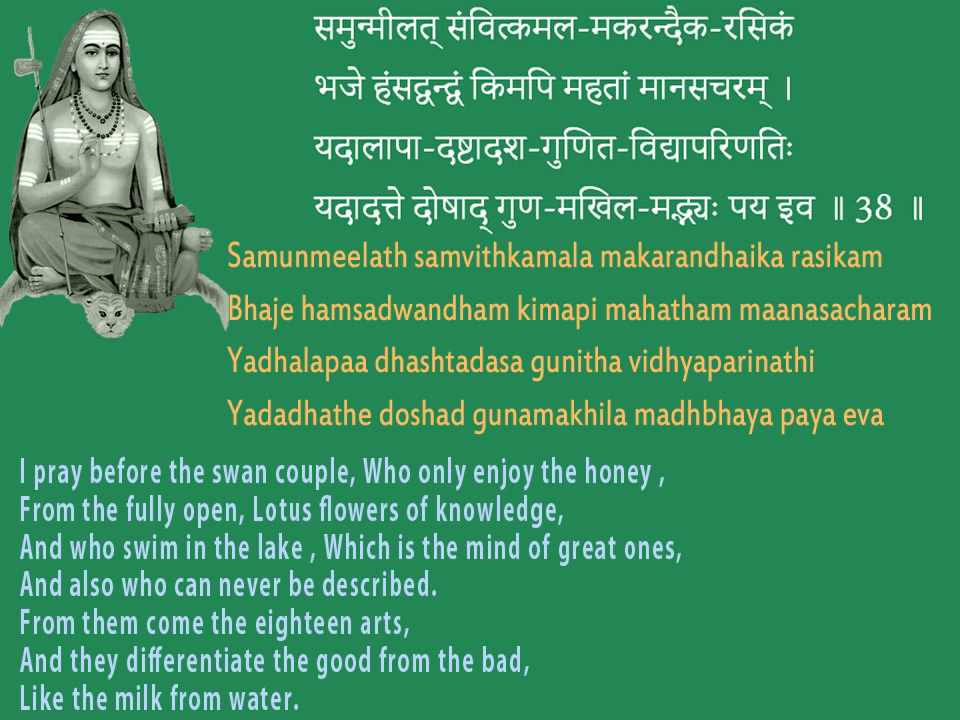 समुन्मीलत् संवित्कमल-मकरन्दैक-रसिकं
भजे हंसद्वन्द्वं किमपि महतां मानसचरम् ।
यदालापा-दष्टादश-गुणित-विद्यापरिणतिः
यदादत्ते दोषाद् गुण-मखिल-मद्भ्यः पय इव ॥ 38 ॥
Samunmeelath samvithkamala makarandhaika rasikam
Bhaje hamsadwandham kimapi mahatham maanasacharam
Yadhalapaa dhashtadasa gunitha vidhyaparinathi
Yadadhathe doshad gunamakhila madhbhaya paya eva
I pray before the swan couple, Who only enjoy the honey ,
From the fully open, Lotus flowers of knowledge,
And who swim in the lake , Which is the mind of great ones,
And also who can never be described.
From them come the eighteen arts,
And they differentiate the good from the bad,
Like the milk from water.